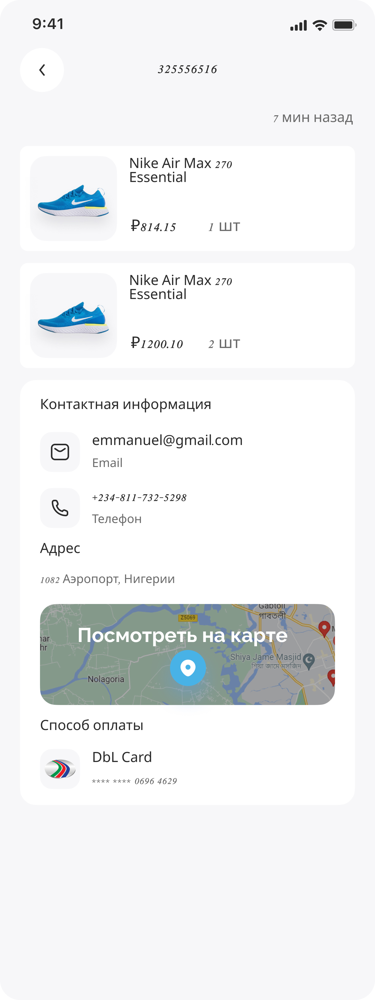 9:41
325556516
7 мин назад
Nike Air Max 270
Essential
₽814.15 1 шт
Nike Air Max 270
Essential
₽1200.10 2 шт
Контактная информация
emmanuel@gmail.com
Email
+234-811-732-5298
Телефон
Адрес
1082 Аэропорт, Нигерии
Gabtoli
গাবতলী
Z5069
Посмотреть на карте
Shiya Jame Masjid
শিয়া জামে মসজিদ
Nolagoria
Способ оплаты
DbL Card
**** **** 0696 4629